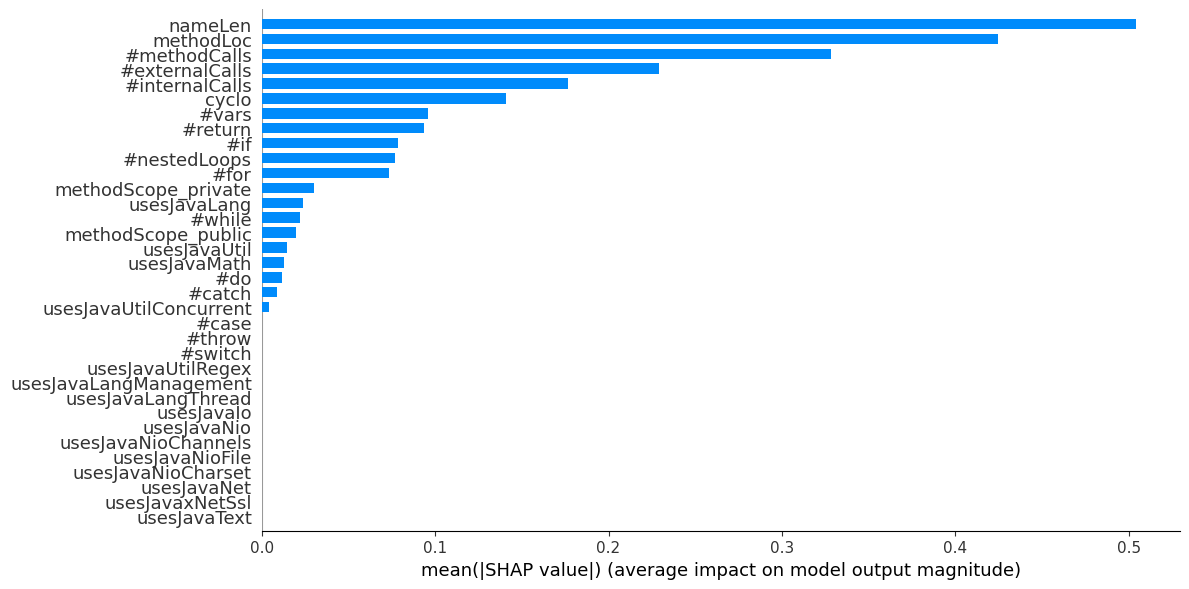 nameLen
methodLoc
#methodCalls
#externalCalls
#internalCalls
cyclo
#vars
#return
#if
#nestedLoops
#for
methodScope_private
usesJavaLang
#while
methodScope_public
usesJavaUtil
usesJavaMath
#do
#catch
usesJavaUtilConcurrent
#case
#throw
#switch
usesJavaUtilRegex
usesJavaLangManagement
usesJavaLangThread
usesJavaIo
usesJavaNio
usesJavaNioChannels
usesJavaNioFile
usesJavaNioCharset
usesJavaNet
usesJavaxNetSsl
usesJavaText
0.0 0.1 0.2 0.3 0.4 0.5
mean(|SHAP value|) (average impact on model output magnitude)